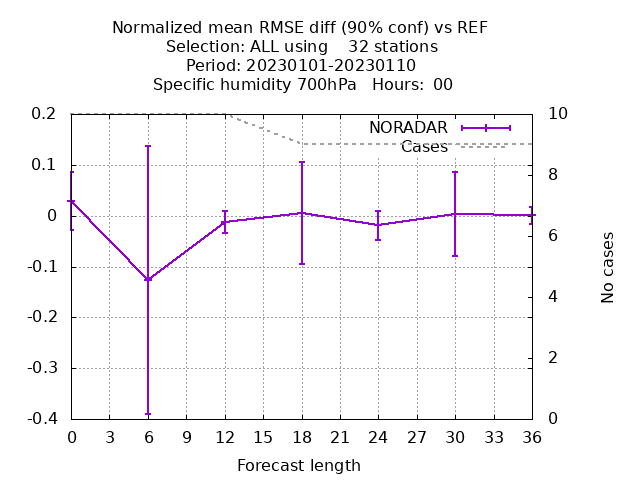 Normalized mean RMSE diff (90% conf) vs REF
Selection: ALL using    32 stations
Period: 20230101-20230110
Specific humidity 700hPa   Hours:  00
0.2
0.1
0
-0.1
-0.2
-0.3
-0.4
NORADAR
Cases
10
8
6
4
2
0
No cases
0 3 6 9 12 15 18 21 24 27 30 33 36
Forecast length